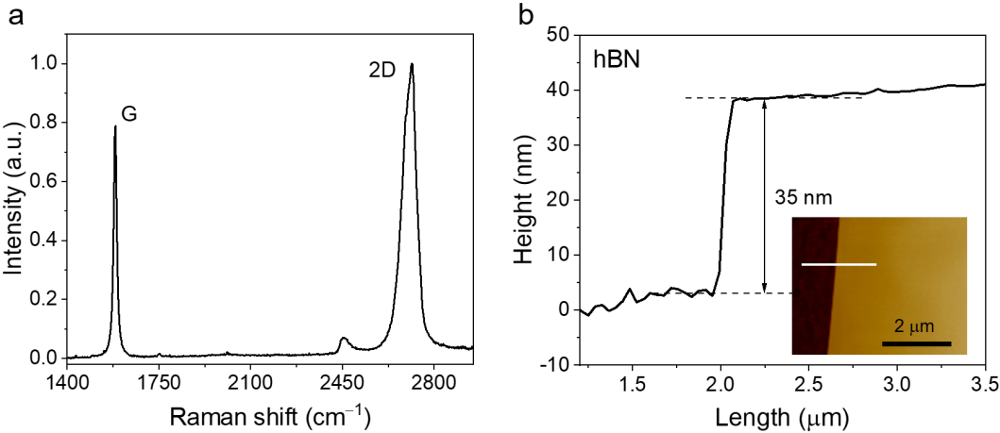 a
Intensity (a.u.)
1.0
0.8
0.6
0.4
0.2
0.0
G
2D
1400
1750
2100
2450
2800
Raman shift (cm⁻¹)
b
Height (nm)
50
40
30
20
10
0
-10
hBN
35 nm
2 μm
1.5
2.0
2.5
3.0
3.5
Length (μm)